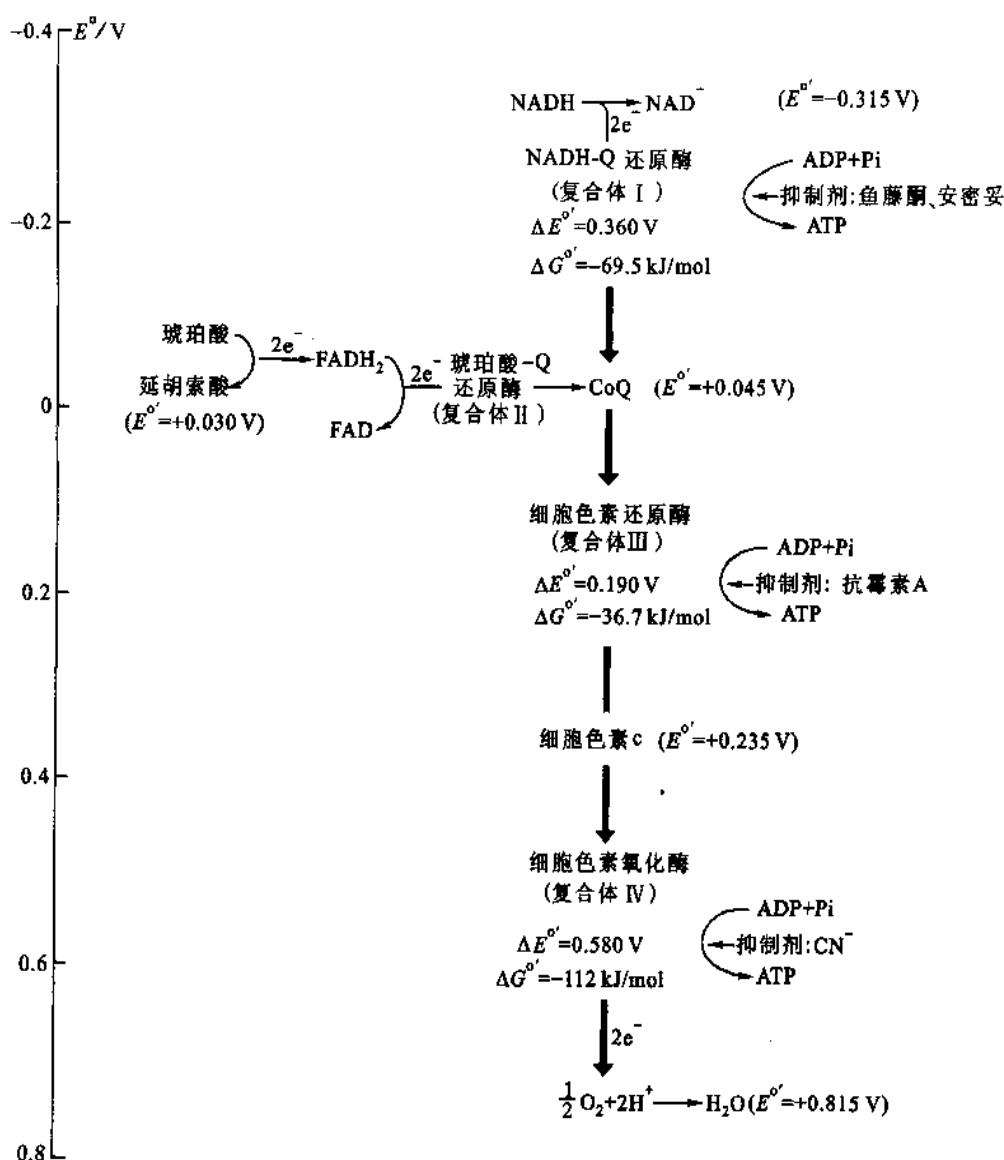 -0.4
E°/V
NADH → NAD⁺ (E°'=-0.315 V)
2e⁻
NADH-Q 还原酶
(复合体 I)
ΔE°'=0.360 V
ΔG°'=-69.5 kJ/mol
ADP+Pi
抑制剂:鱼藤酮、安密妥
ATP
-0.2
琥珀酸
延胡索酸
(E°'=+0.030 V)
2e⁻
FADH₂
FAD
2e⁻ 琥珀酸-Q
还原酶
(复合体 II)
CoQ (E°'=+0.045 V)
0
细胞色素还原酶
(复合体III)
ΔE°'=0.190 V
ΔG°'=-36.7 kJ/mol
ADP+Pi
抑制剂: 抗霉素A
ATP
0.2
细胞色素c (E°'=+0.235 V)
0.4
细胞色素氧化酶
(复合体 IV)
ΔE°'=0.580 V
ΔG°'=-112 kJ/mol
ADP+Pi
抑制剂:CN⁻
ATP
0.6
2e⁻
½O₂+2H⁺ → H₂O(E°'=+0.815 V)
0.8